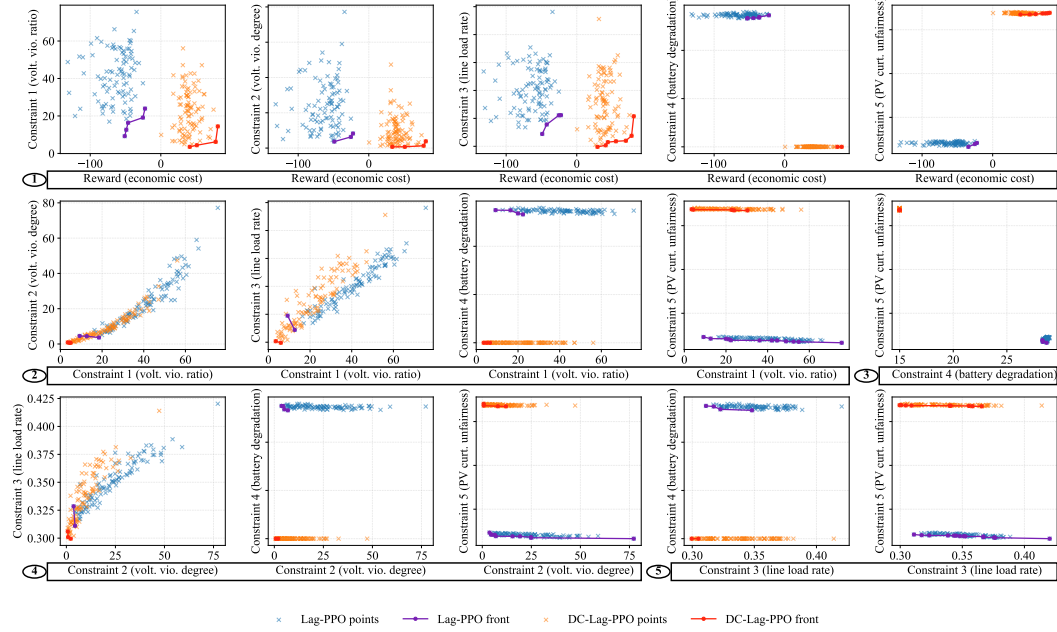 Constraint 1 (volt. vio. ratio)
60
40
20
0
−100
0
Constraint 2 (volt. vio. degree)
−100
0
Constraint 3 (line load rate)
−100
0
Constraint 4 (battery degradation)
−100
0
Constraint 5 (PV curt. unfairness)
−100
0
1
Reward (economic cost)
Reward (economic cost)
Reward (economic cost)
Reward (economic cost)
Reward (economic cost)
Constraint 2 (volt. vio. degree)
80
60
40
20
0
0
20
40
60
Constraint 3 (line load rate)
0
20
40
60
Constraint 4 (battery degradation)
0
20
40
60
Constraint 5 (PV curt. unfairness)
0
20
40
60
Constraint 5 (PV curt. unfairness)
15
20
25
2
Constraint 1 (volt. vio. ratio)
Constraint 1 (volt. vio. ratio)
Constraint 1 (volt. vio. ratio)
Constraint 1 (volt. vio. ratio)
3
Constraint 4 (battery degradation)
Constraint 3 (line load rate)
0.425
0.400
0.375
0.350
0.325
0.300
0
25
50
75
Constraint 4 (battery degradation)
0
25
50
75
Constraint 5 (PV curt. unfairness)
0
25
50
75
Constraint 4 (battery degradation)
0.30
0.35
0.40
Constraint 5 (PV curt. unfairness)
0.30
0.35
0.40
4
Constraint 2 (volt. vio. degree)
Constraint 2 (volt. vio. degree)
Constraint 2 (volt. vio. degree)
5
Constraint 3 (line load rate)
Constraint 3 (line load rate)
Lag-PPO points
Lag-PPO front
DC-Lag-PPO points
DC-Lag-PPO front